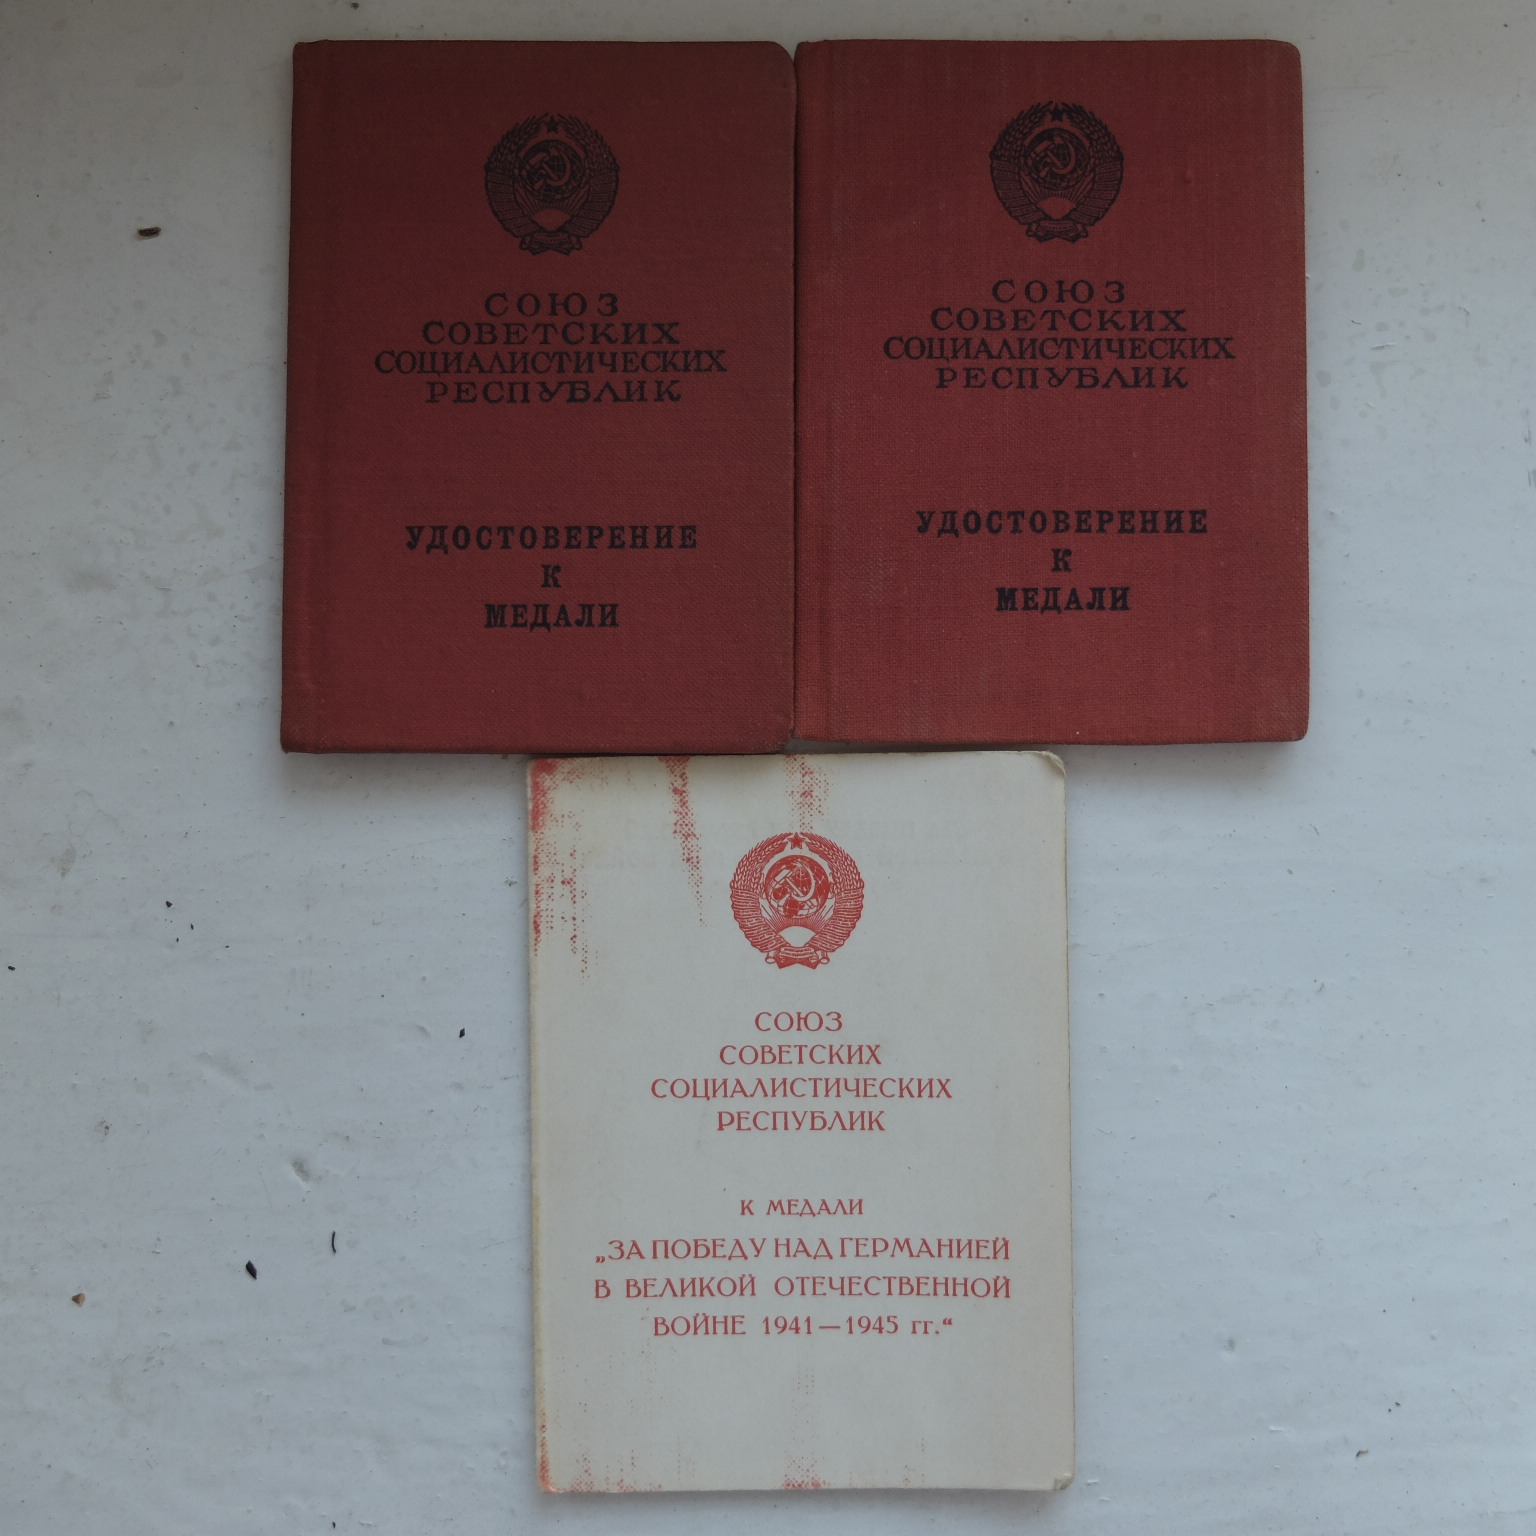 СОЮЗ
СОВЕТСКИХ
СОЦИАЛИСТИЧЕСКИХ
РЕСПУБЛИК
УДОСТОВЕРЕНИЕ
К
МЕДАЛИ
СОЮЗ
СОВЕТСКИХ
СОЦИАЛИСТИЧЕСКИХ
РЕСПУБЛИК
УДОСТОВЕРЕНИЕ
К
МЕДАЛИ
СОЮЗ
СОВЕТСКИХ
СОЦИАЛИСТИЧЕСКИХ
РЕСПУБЛИК
К МЕДАЛИ
„ЗА ПОБЕДУ НАД ГЕРМАНИЕЙ
В ВЕЛИКОЙ ОТЕЧЕСТВЕННОЙ
ВОЙНЕ 1941—1945 гг.“